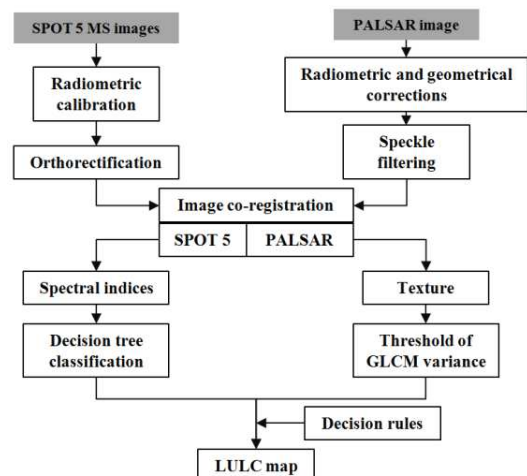 SPOT 5 MS images
PALSAR image
Radiometric
calibration
Radiometric and geometrical
corrections
Orthorectification
Speckle
filtering
Image co-registration
SPOT 5
PALSAR
Spectral indices
Texture
Decision tree
classification
Threshold of
GLCM variance
Decision rules
LULC map